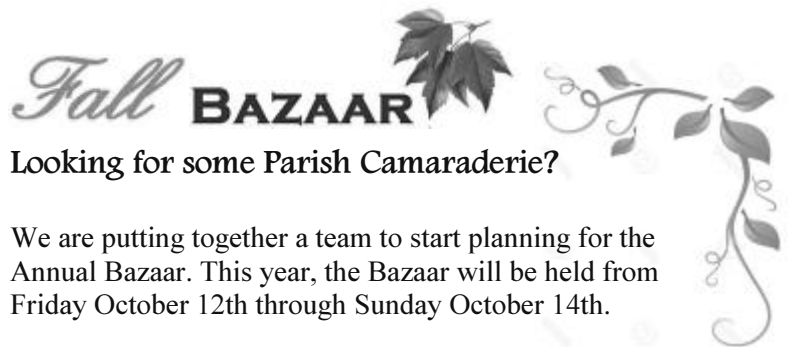 Fall BAZAAR
Looking for some Parish Camaraderie?
We are putting together a team to start planning for the
Annual Bazaar. This year, the Bazaar will be held from
Friday October 12th through Sunday October 14th.